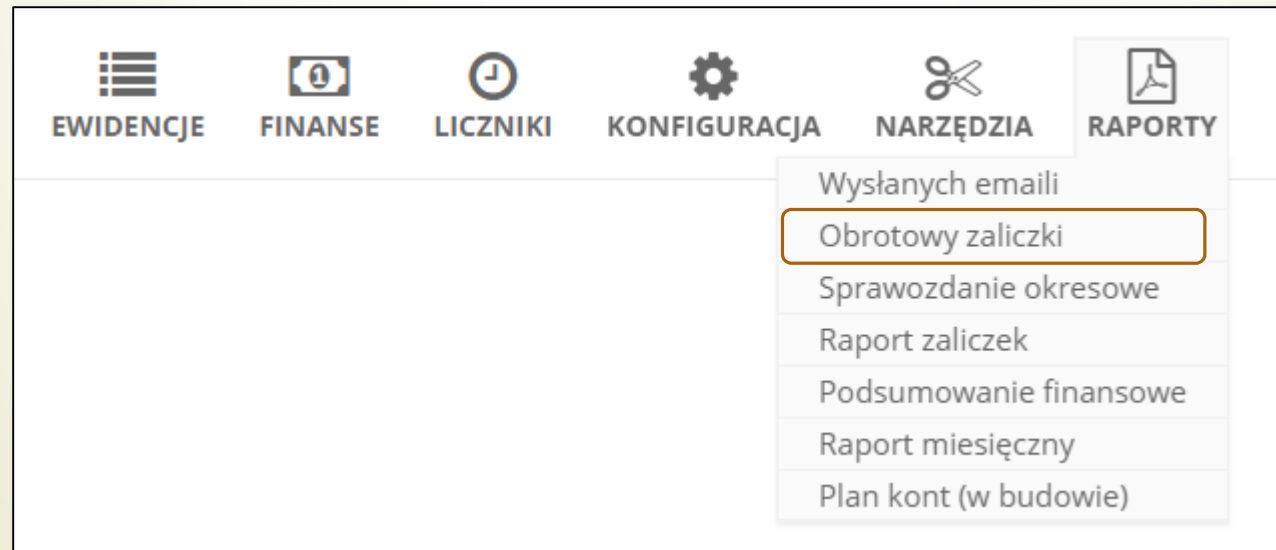 EWIDENCJE FINANSE LICZNIKI KONFIGURACJA NARZĘDZIA RAPORTY
Wysłanych emaili
Obrotowy zaliczki
Sprawozdanie okresowe
Raport zaliczek
Podsumowanie finansowe
Raport miesięczny
Plan kont (w budowie)